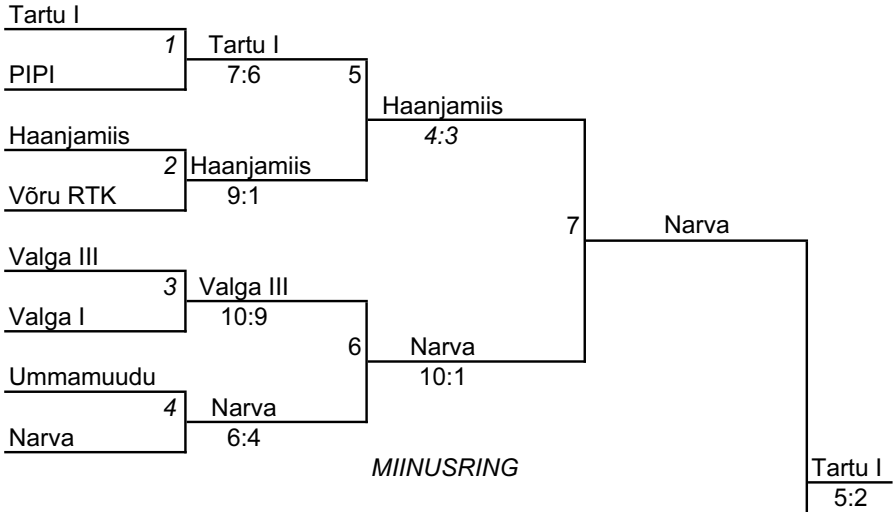 Tartu I
1 Tartu I
PIPI 7:6 5
Haanjamiis
Haanjamiis 4:3
2 Haanjamiis
Võru RTK 9:1
7 Narva
Valga III
3 Valga III
Valga I 10:9
6 Narva
Ummamuudu 10:1
4 Narva
Narva 6:4
MIINUSRING Tartu I
5:2